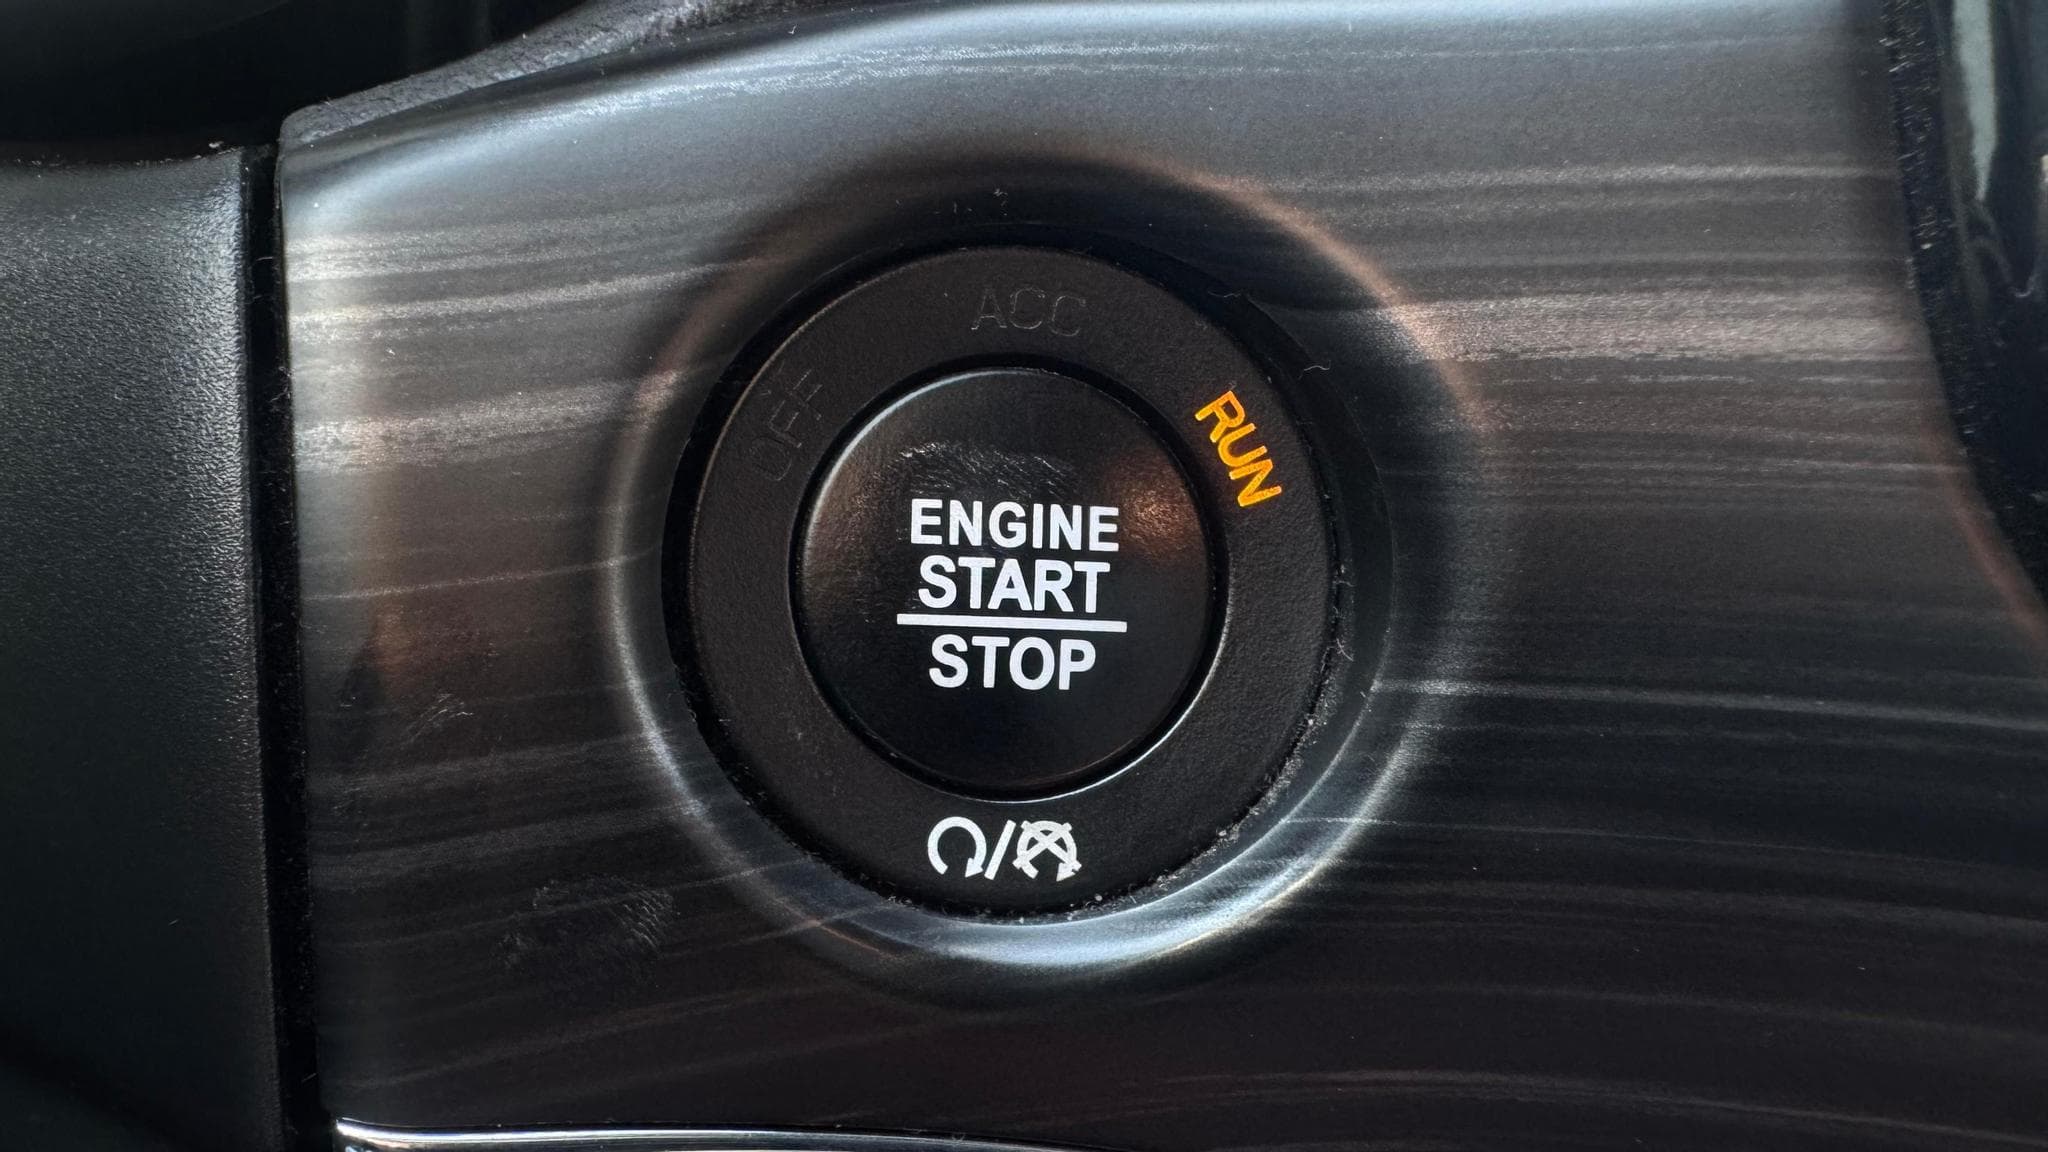 ACC
OFF
RUN
ENGINE
START
STOP